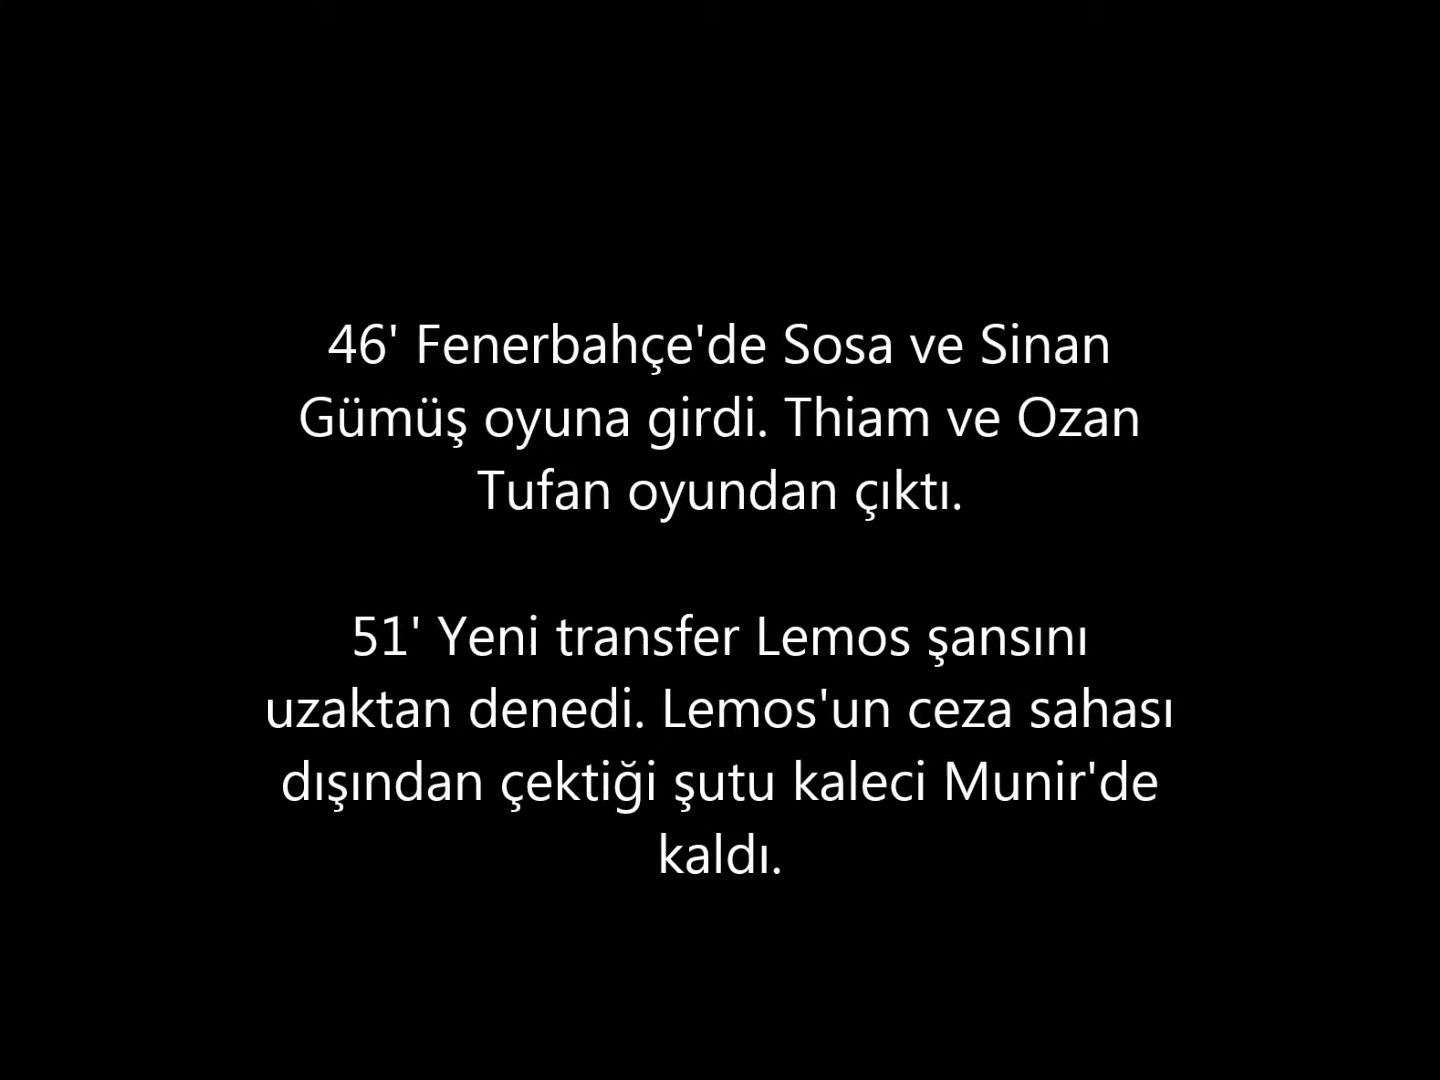 46' Fenerbahçe'de Sosa ve Sinan
Gümüş oyuna girdi. Thiam ve Ozan
Tufan oyundan çıktı.
51' Yeni transfer Lemos şansını
uzaktan denedi. Lemos'un ceza sahası
dışından çektiği şutu kaleci Munir'de
kaldı.